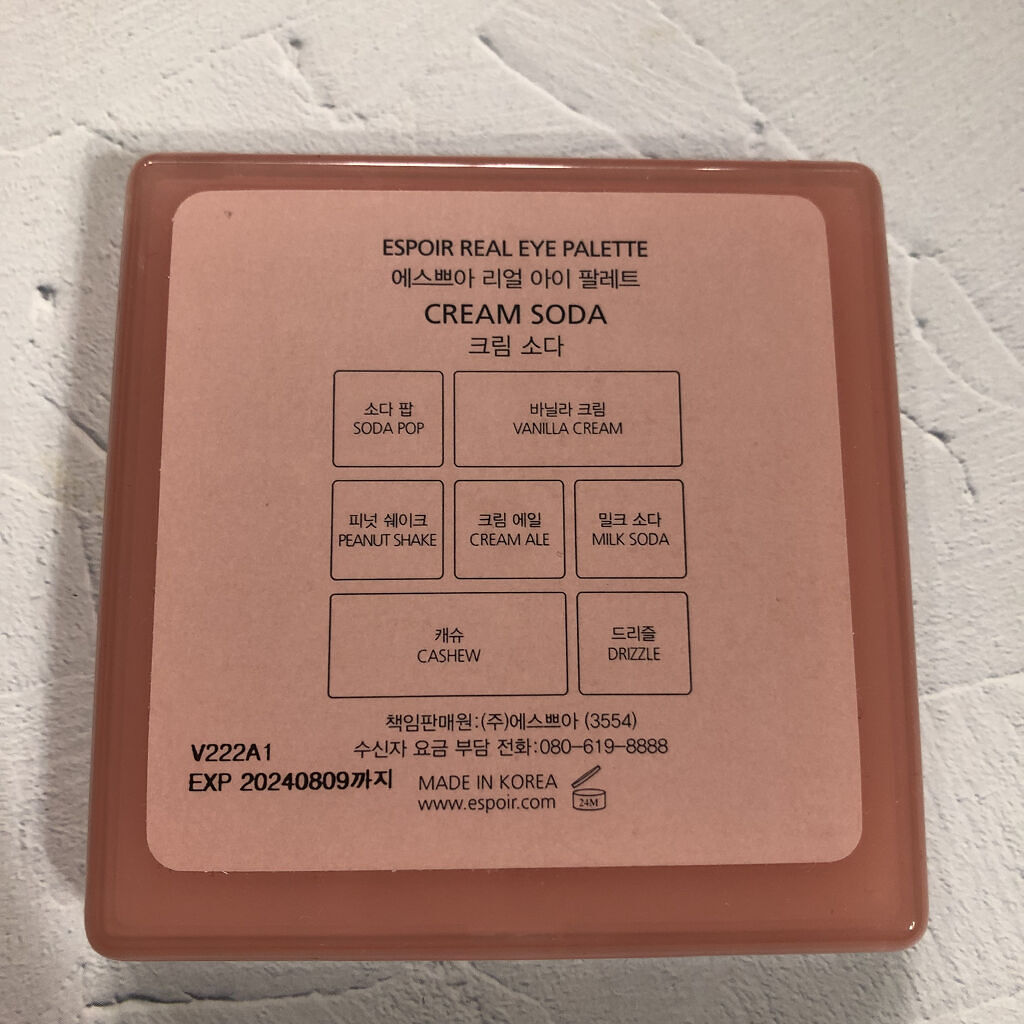 ESPOIR REAL EYE PALETTE
에스쁘아 리얼 아이 팔레트
CREAM SODA
크림 소다
소다 팝
SODA POP
바닐라 크림
VANILLA CREAM
피넛 쉐이크
PEANUT SHAKE
크림 에일
CREAM ALE
밀크 소다
MILK SODA
캐슈
CASHEW
드리즐
DRIZZLE
책임판매원:(주)에스쁘아 (3554)
수신자 요금 부담 전화:080-619-8888
V222A1
EXP 20240809까지
MADE IN KOREA
www.espoir.com
24M